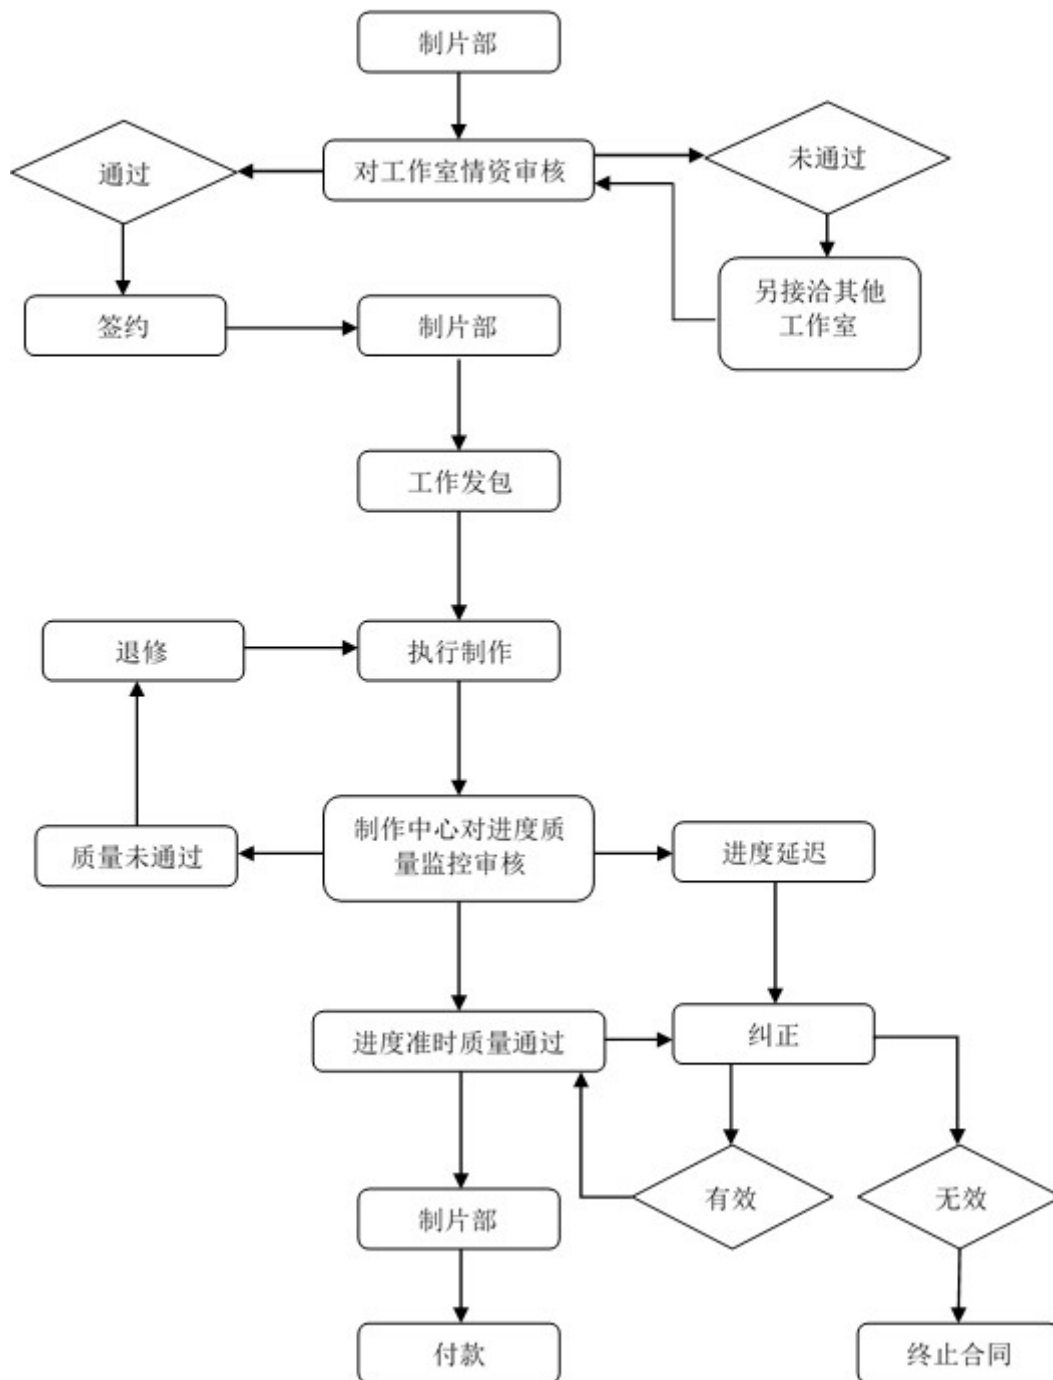 制片部
通过
对工作室情资审核
未通过
另接洽其他
工作室
签约
制片部
工作发包
退修
执行制作
质量未通过
制作中心对进度质
量监控审核
进度延迟
进度准时质量通过
纠正
有效
无效
制片部
付款
终止合同